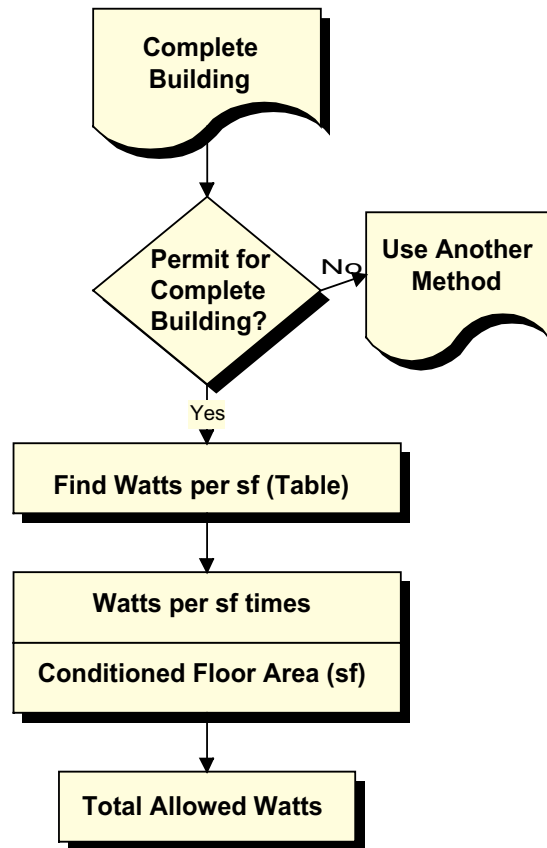 Complete
Building
Permit for
Complete
Building?
No
Use Another
Method
Yes
Find Watts per sf (Table)
Watts per sf times
Conditioned Floor Area (sf)
Total Allowed Watts